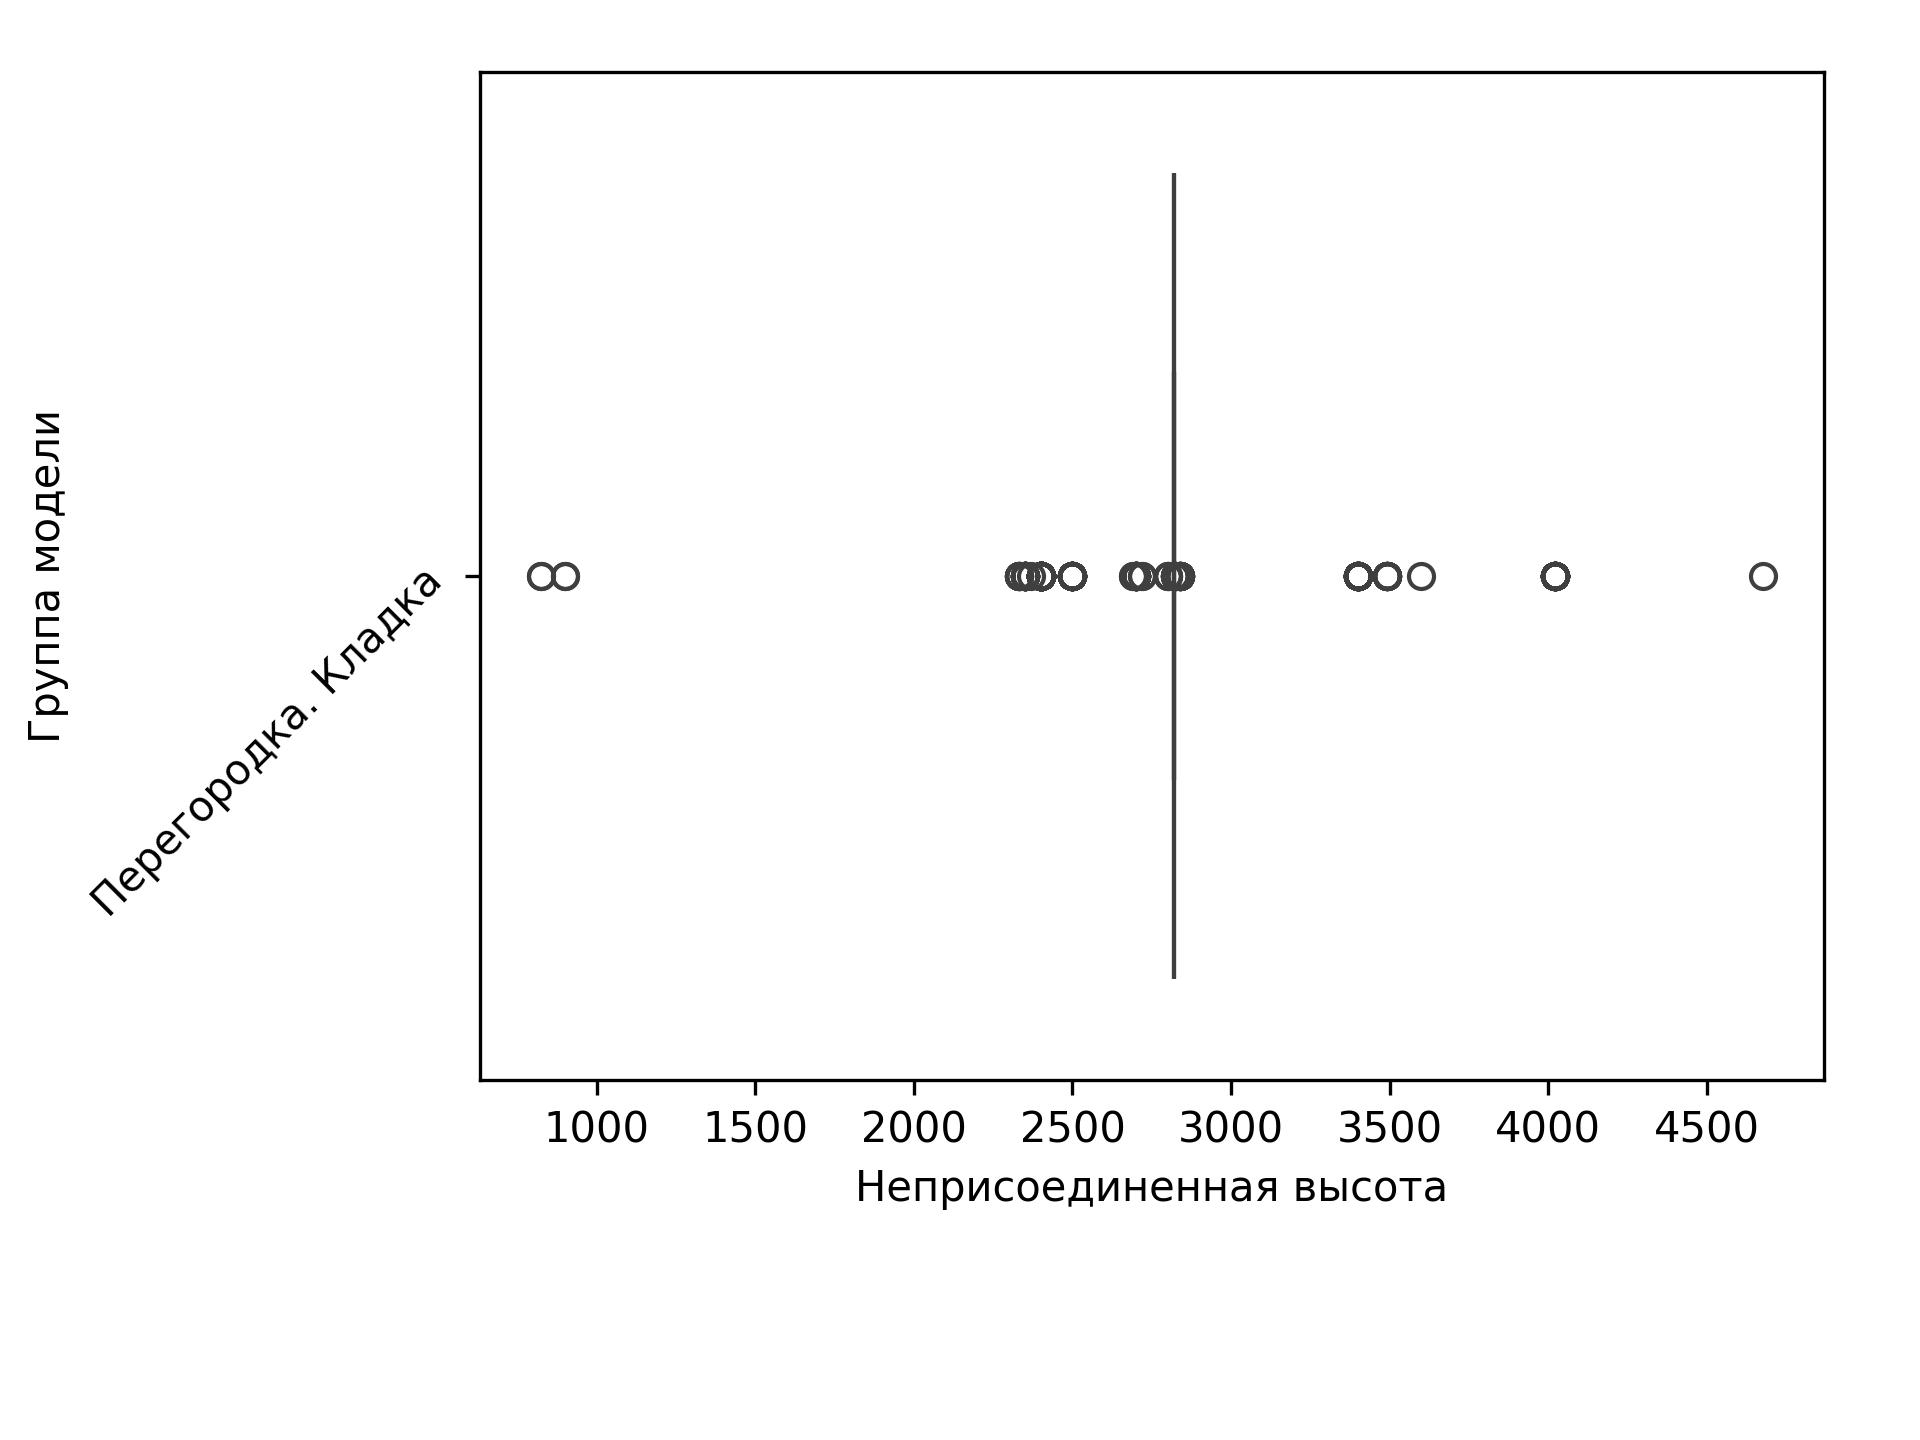 Группа модели
Перегородка. Кладка
1000 1500 2000 2500 3000 3500 4000 4500
Неприсоединенная высота